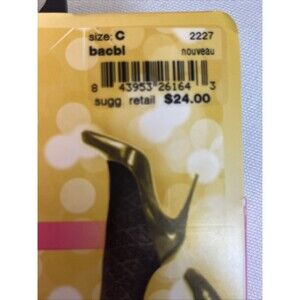 size: C 2227
bacbl nouveau
8 43953 26164 3
sugg. retail $24.00